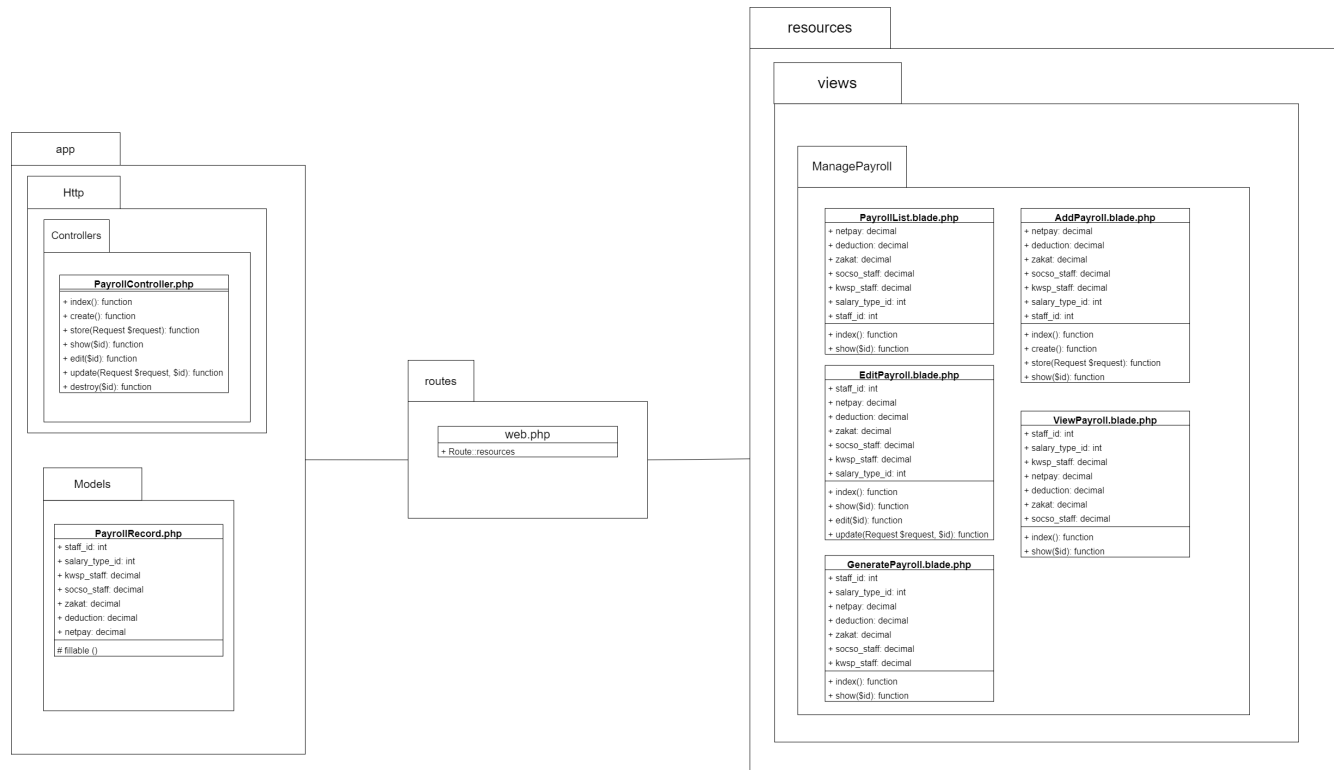 resources
views
ManagePayroll
PayrollList.blade.php
+ netpay: decimal
+ deduction: decimal
+ zakat: decimal
+ socso_staff: decimal
+ kwsp_staff: decimal
+ salary_type_id: int
+ staff_id: int
+ index(): function
+ show($id): function
AddPayroll.blade.php
+ netpay: decimal
+ deduction: decimal
+ zakat: decimal
+ socso_staff: decimal
+ kwsp_staff: decimal
+ salary_type_id: int
+ staff_id: int
+ index(): function
+ create(): function
+ store(Request $request): function
+ show($id): function
EditPayroll.blade.php
+ staff_id: int
+ netpay: decimal
+ deduction: decimal
+ zakat: decimal
+ socso_staff: decimal
+ kwsp_staff: decimal
+ salary_type_id: int
+ index(): function
+ show($id): function
+ edit($id): function
+ update(Request $request, $id): function
ViewPayroll.blade.php
+ staff_id: int
+ salary_type_id: int
+ kwsp_staff: decimal
+ netpay: decimal
+ deduction: decimal
+ zakat: decimal
+ socso_staff: decimal
+ index(): function
+ show($id): function
GeneratePayroll.blade.php
+ staff_id: int
+ salary_type_id: int
+ netpay: decimal
+ deduction: decimal
+ zakat: decimal
+ socso_staff: decimal
+ kwsp_staff: decimal
+ index(): function
+ show($id): function
app
Http
Controllers
PayrollController.php
+ index(): function
+ create(): function
+ store(Request $request): function
+ show($id): function
+ edit($id): function
+ update(Request $request, $id): function
+ destroy($id): function
Models
PayrollRecord.php
+ staff_id: int
+ salary_type_id: int
+ kwsp_staff: decimal
+ socso_staff: decimal
+ zakat: decimal
+ deduction: decimal
+ netpay: decimal
# fillable ()
routes
web.php
+ Route::resources